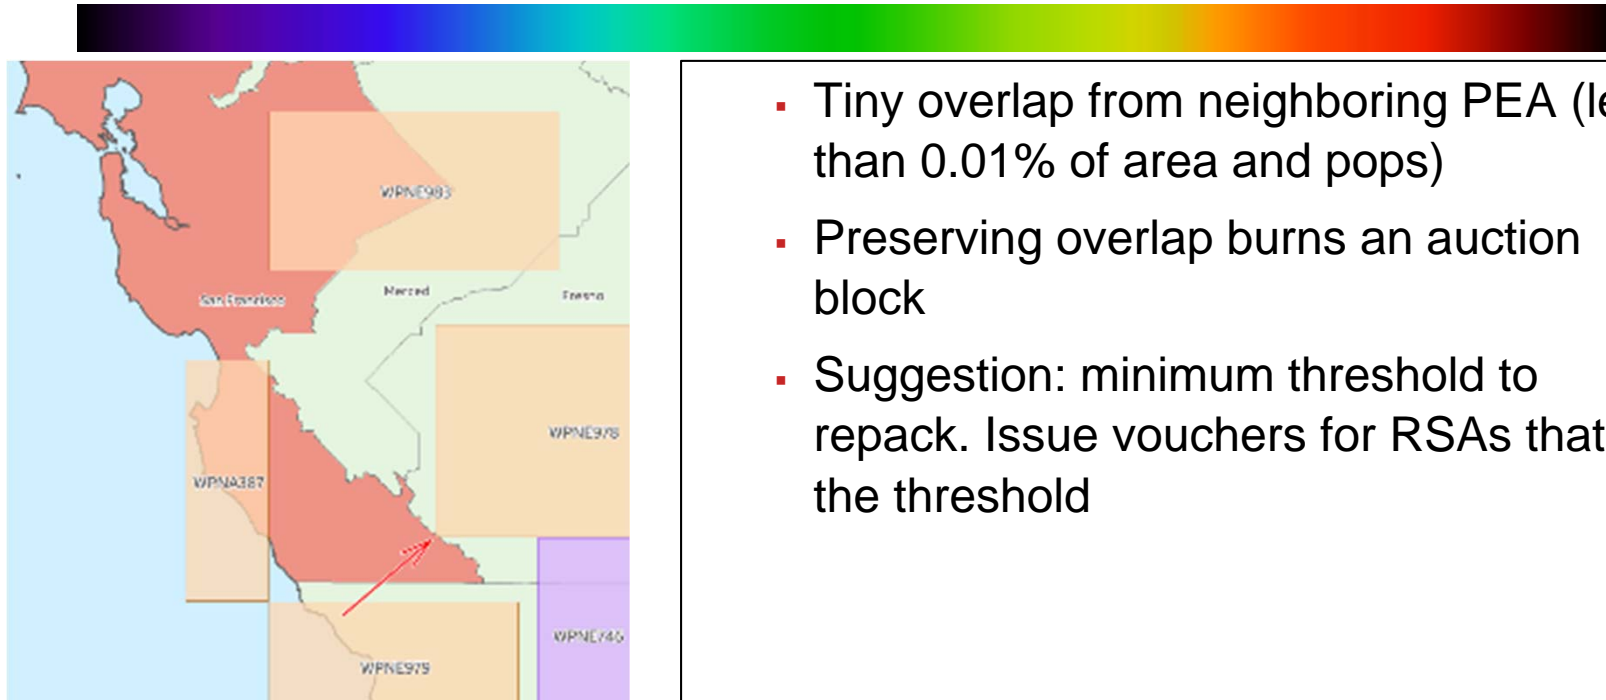 WPNE983
San Francisco
Merced
Fresno
WPNE978
WPNA387
WPNE746
WPNE979
▪ Tiny overlap from neighboring PEA (le
than 0.01% of area and pops)
▪ Preserving overlap burns an auction
block
▪ Suggestion: minimum threshold to
repack. Issue vouchers for RSAs that
the threshold